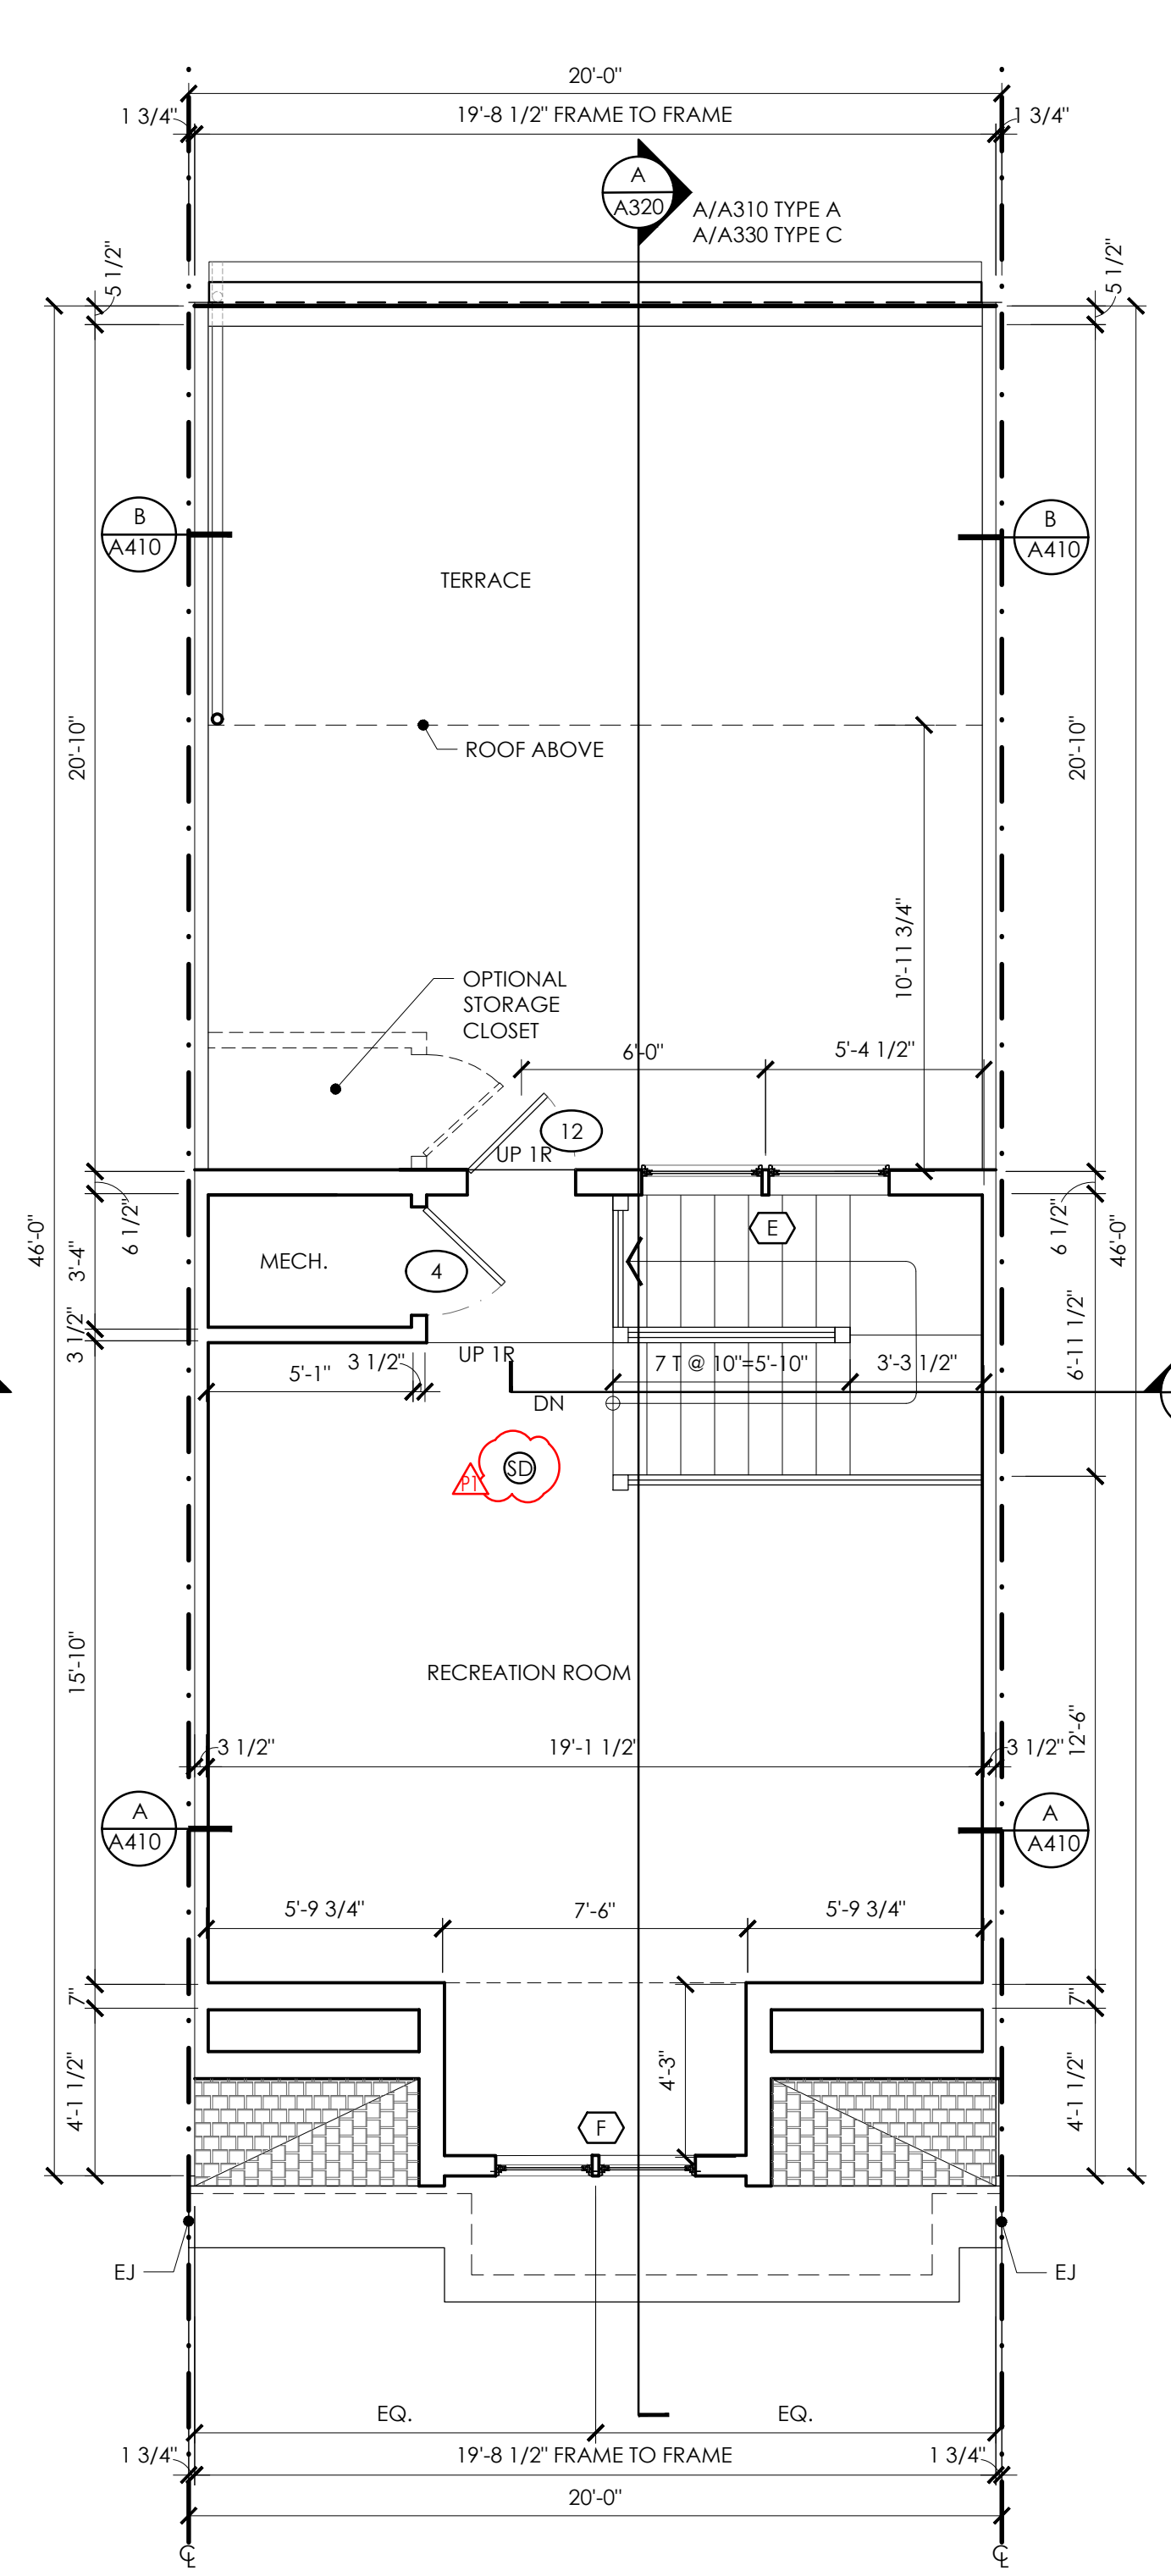 20'-0"
1 3/4"
19'-8 1/2" FRAME TO FRAME
1 3/4"
A
A320
A/A310 TYPE A
A/A330 TYPE C
5 1/2"
5 1/2"
B
A410
B
A410
TERRACE
20'-10"
20'-10"
ROOF ABOVE
10'-11 3/4"
OPTIONAL
STORAGE
CLOSET
6'-0"
5'-4 1/2"
12
UP 1R
46'-0"
6 1/2"
3'-4"
3 1/2"
MECH.
4
E
6 1/2"
46'-0"
6'-11 1/2"
UP 1R
5'-1"
3 1/2"
7 T @ 10"=5'-10"
3'-3 1/2"
DN
SD
P1
15'-10"
RECREATION ROOM
12'-6"
3 1/2"
19'-1 1/2"
3 1/2"
A
A410
A
A410
5'-9 3/4"
7'-6"
5'-9 3/4"
7"
7"
4'-1 1/2"
4'-3"
4'-1 1/2"
F
EJ
EJ
EQ.
EQ.
1 3/4"
19'-8 1/2" FRAME TO FRAME
1 3/4"
20'-0"
℄
℄